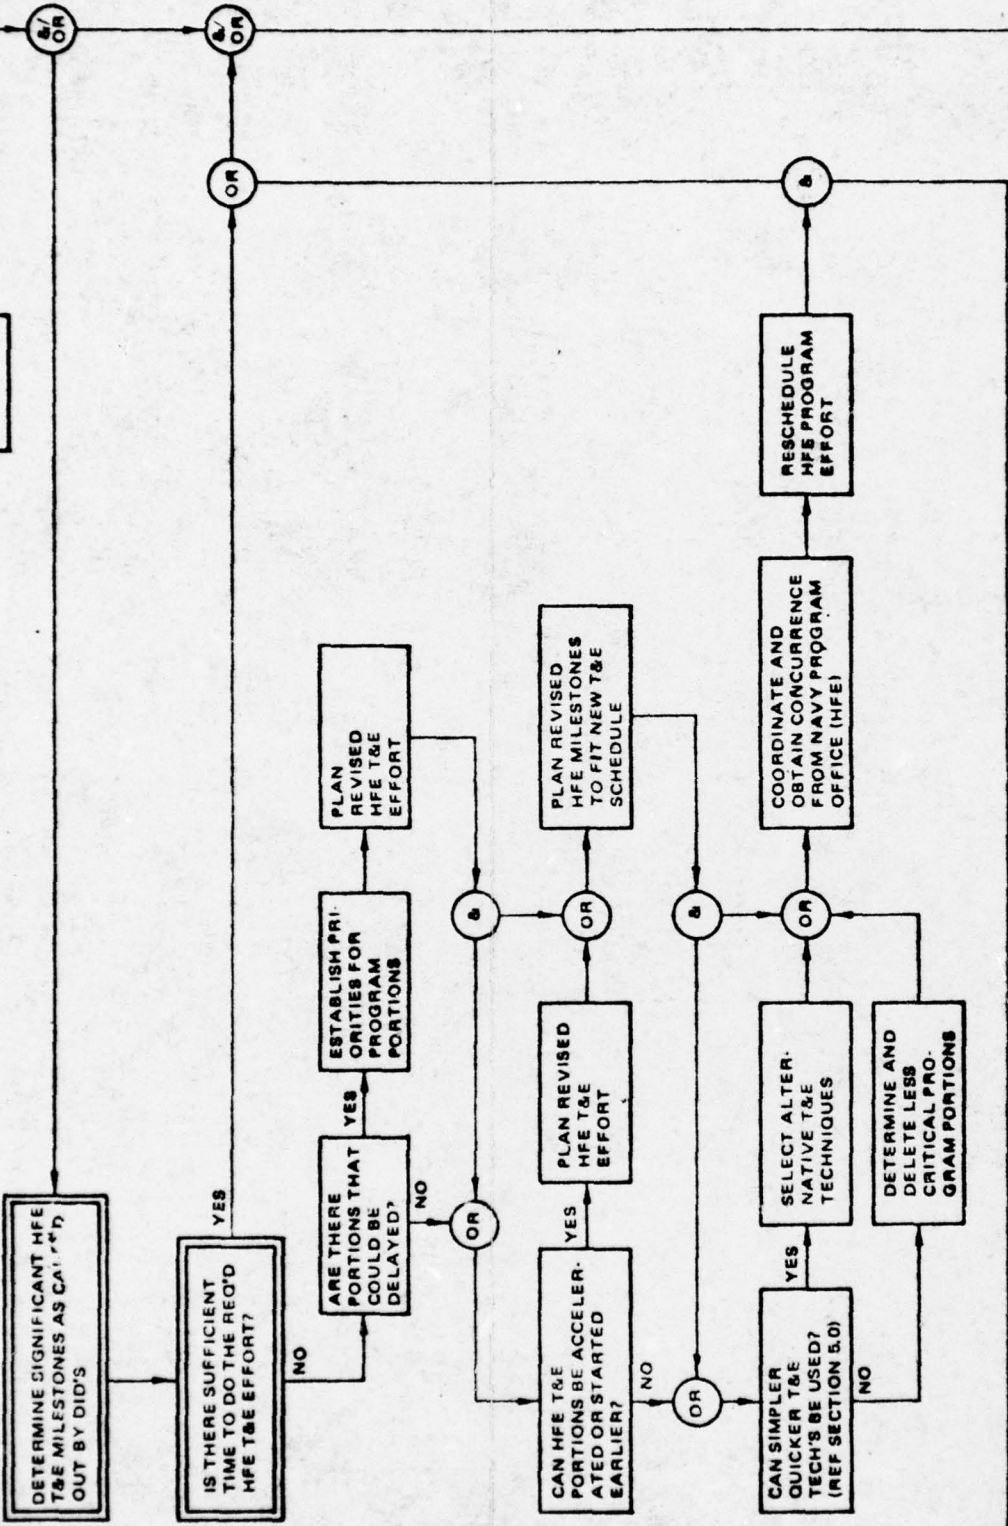 &/
OR
DETERMINE SIGNIFICANT HFE
T&E MILESTONES AS
OUT BY DID'S
&/
OR
OR
YES
IS THERE SUFFICIENT
TIME TO DO THE REQ'D
HFE T&E EFFORT?
NO
ARE THERE
PORTIONS THAT
COULD BE
DELAYED?
YES
NO
ESTABLISH PRI-
ORITIES FOR
PROGRAM
PORTIONS
PLAN
REVISED
HFE T&E
EFFORT
OR
&
CAN HFE T&E
PORTIONS BE ACCELER-
ATED OR STARTED
EARLIER?
YES
NO
PLAN REVISED
HFE T&E
EFFORT
OR
PLAN REVISED
HFE MILESTONES
TO FIT NEW T&E
SCHEDULE
OR
&
CAN SIMPLER
QUICKER T&E
TECH'S BE USED?
(REF SECTION 5.0)
YES
NO
SELECT ALTER-
NATIVE T&E
TECHNIQUES
OR
COORDINATE AND
OBTAIN CONCURRENCE
FROM NAVY PROGRAM
OFFICE (HFE)
RESCHEDULE
HFE PROGRAM
EFFORT
&
DETERMINE AND
DELETE LESS
CRITICAL PRO-
GRAM PORTIONS